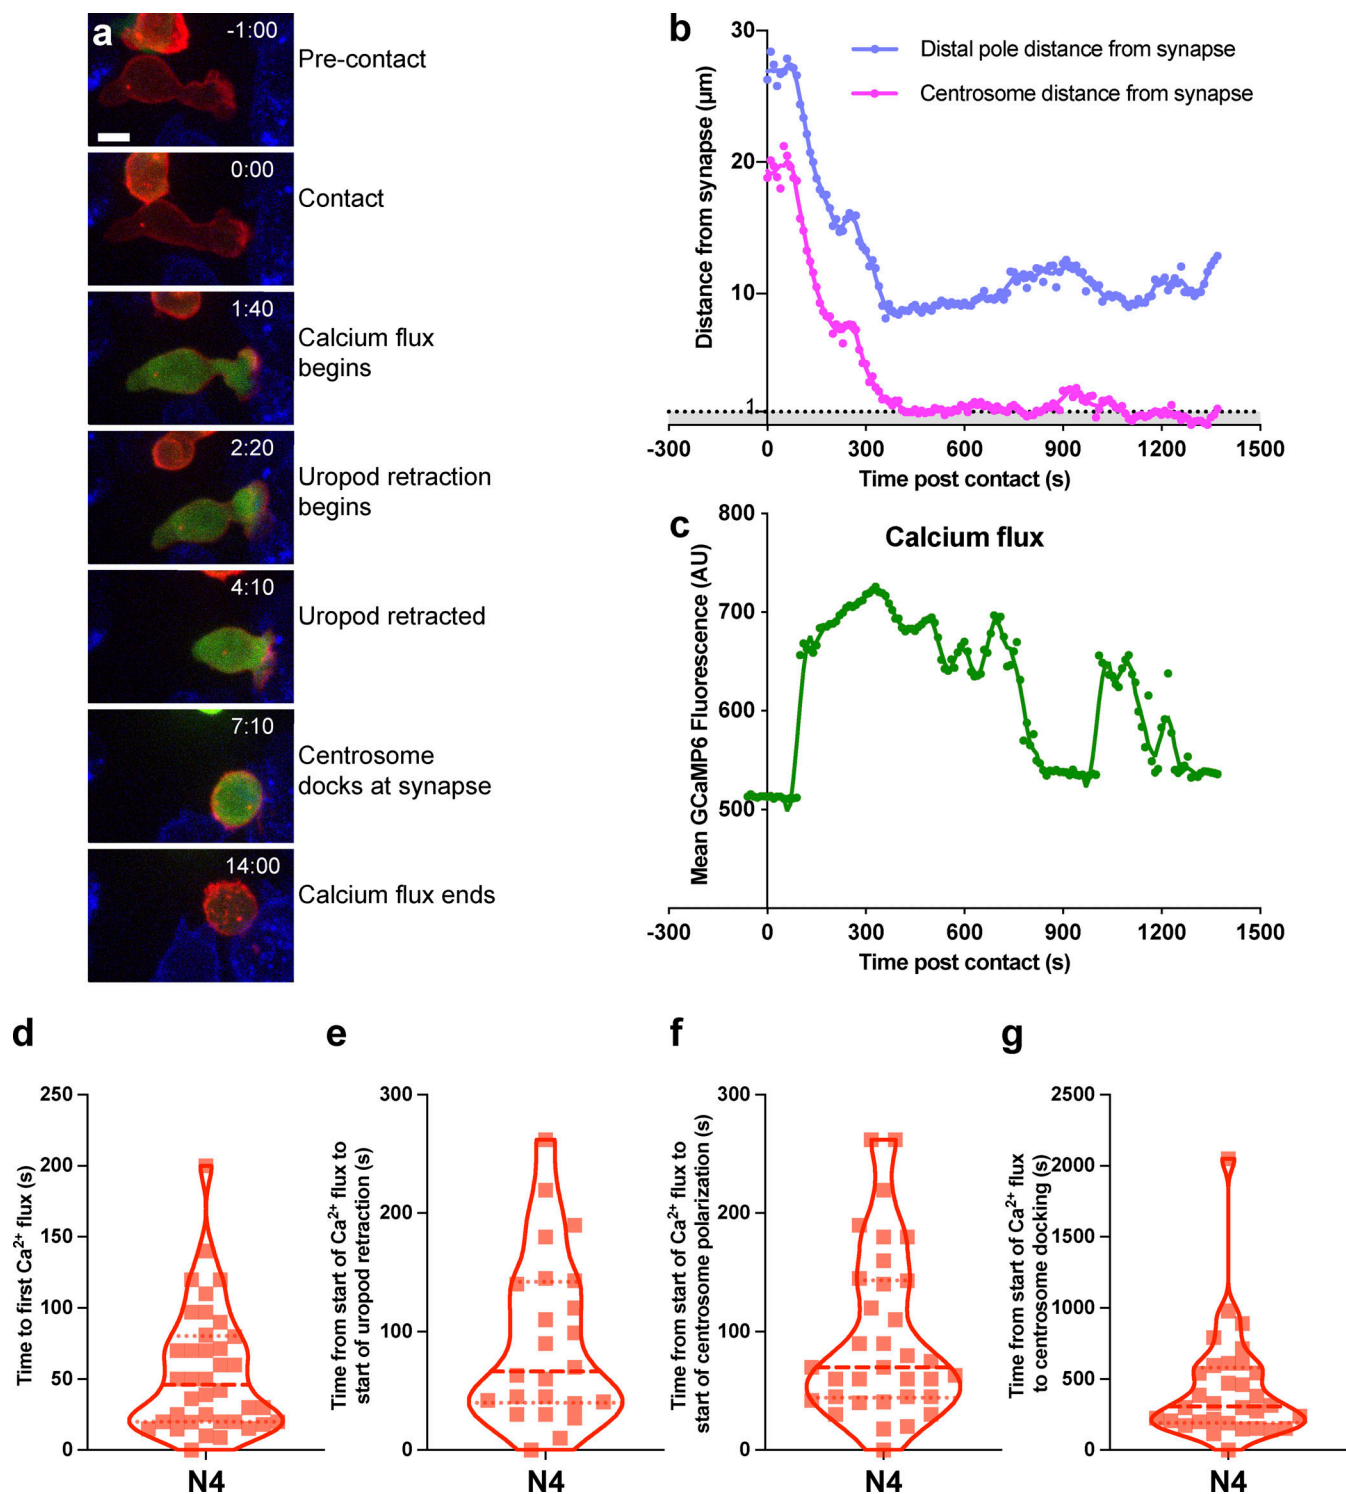 a
-1:00
Pre-contact
0:00
Contact
1:40
Calcium flux
begins
2:20
Uropod retraction
begins
4:10
Uropod retracted
7:10
Centrosome
docks at synapse
14:00
Calcium flux ends
b
Distal pole distance from synapse
Centrosome distance from synapse
Distance from synapse (µm)
30
20
10
1
-300 0 300 600 900 1200 1500
Time post contact (s)
c
Calcium flux
Mean GCaMP6 Fluorescence (AU)
800
700
600
500
-300 0 300 600 900 1200 1500
Time post contact (s)
d
Time to first Ca²⁺ flux (s)
250
200
150
100
50
0
N4
e
Time from start of Ca²⁺ flux to
start of uropod retraction (s)
300
200
100
0
N4
f
Time from start of Ca²⁺ flux to
start of centrosome polarization (s)
300
200
100
0
N4
g
Time from start of Ca²⁺ flux
to centrosome docking (s)
2500
2000
1500
1000
500
0
N4